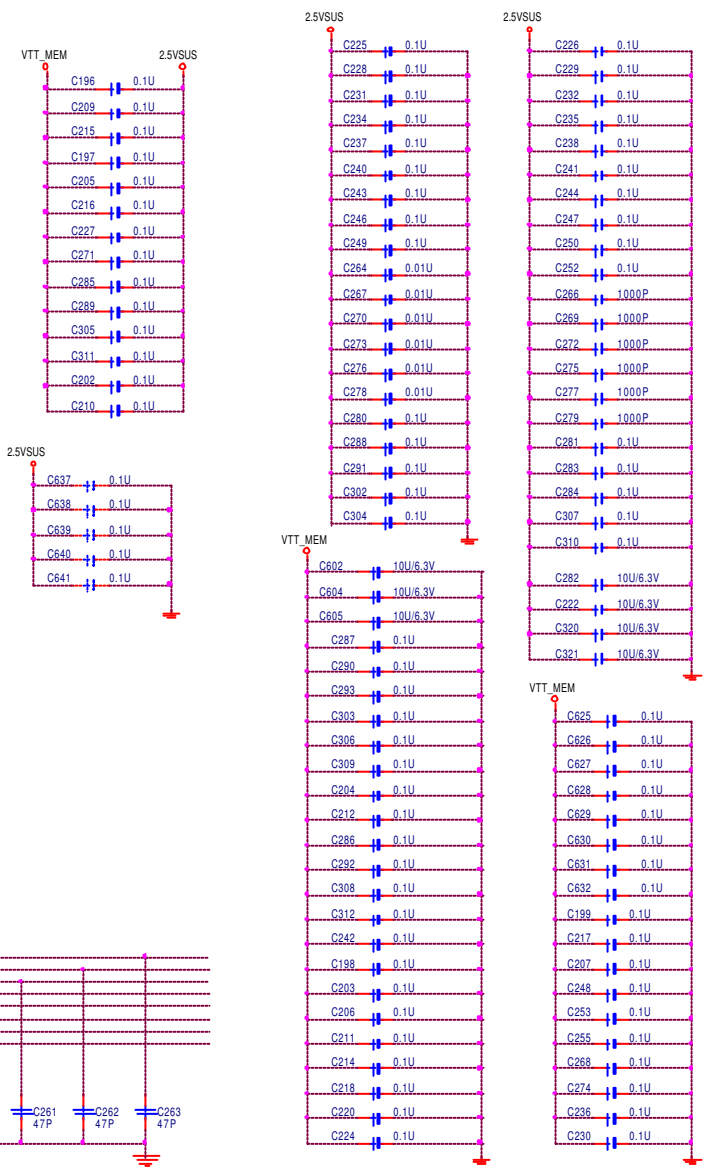 VTT_MEM 2.5VSUS
C196 0.1U
C209 0.1U
C215 0.1U
C197 0.1U
C205 0.1U
C216 0.1U
C227 0.1U
C271 0.1U
C285 0.1U
C289 0.1U
C305 0.1U
C311 0.1U
C202 0.1U
C210 0.1U
2.5VSUS
C637 0.1U
C638 0.1U
C639 0.1U
C640 0.1U
C641 0.1U
C261 C262 C263
47P 47P 47P
2.5VSUS
C225 0.1U
C228 0.1U
C231 0.1U
C234 0.1U
C237 0.1U
C240 0.1U
C243 0.1U
C246 0.1U
C249 0.1U
C264 0.01U
C267 0.01U
C270 0.01U
C273 0.01U
C276 0.01U
C278 0.01U
C280 0.1U
C288 0.1U
C291 0.1U
C302 0.1U
C304 0.1U
VTT_MEM
C602 10U/6.3V
C604 10U/6.3V
C605 10U/6.3V
C287 0.1U
C290 0.1U
C293 0.1U
C303 0.1U
C306 0.1U
C309 0.1U
C204 0.1U
C212 0.1U
C286 0.1U
C292 0.1U
C308 0.1U
C312 0.1U
C242 0.1U
C198 0.1U
C203 0.1U
C206 0.1U
C211 0.1U
C214 0.1U
C218 0.1U
C220 0.1U
C224 0.1U
2.5VSUS
C226 0.1U
C229 0.1U
C232 0.1U
C235 0.1U
C238 0.1U
C241 0.1U
C244 0.1U
C247 0.1U
C250 0.1U
C252 0.1U
C266 1000P
C269 1000P
C272 1000P
C275 1000P
C277 1000P
C279 1000P
C281 0.1U
C283 0.1U
C284 0.1U
C307 0.1U
C310 0.1U
C282 10U/6.3V
C222 10U/6.3V
C320 10U/6.3V
C321 10U/6.3V
VTT_MEM
C625 0.1U
C626 0.1U
C627 0.1U
C628 0.1U
C629 0.1U
C630 0.1U
C631 0.1U
C632 0.1U
C199 0.1U
C217 0.1U
C207 0.1U
C248 0.1U
C253 0.1U
C255 0.1U
C268 0.1U
C274 0.1U
C236 0.1U
C230 0.1U